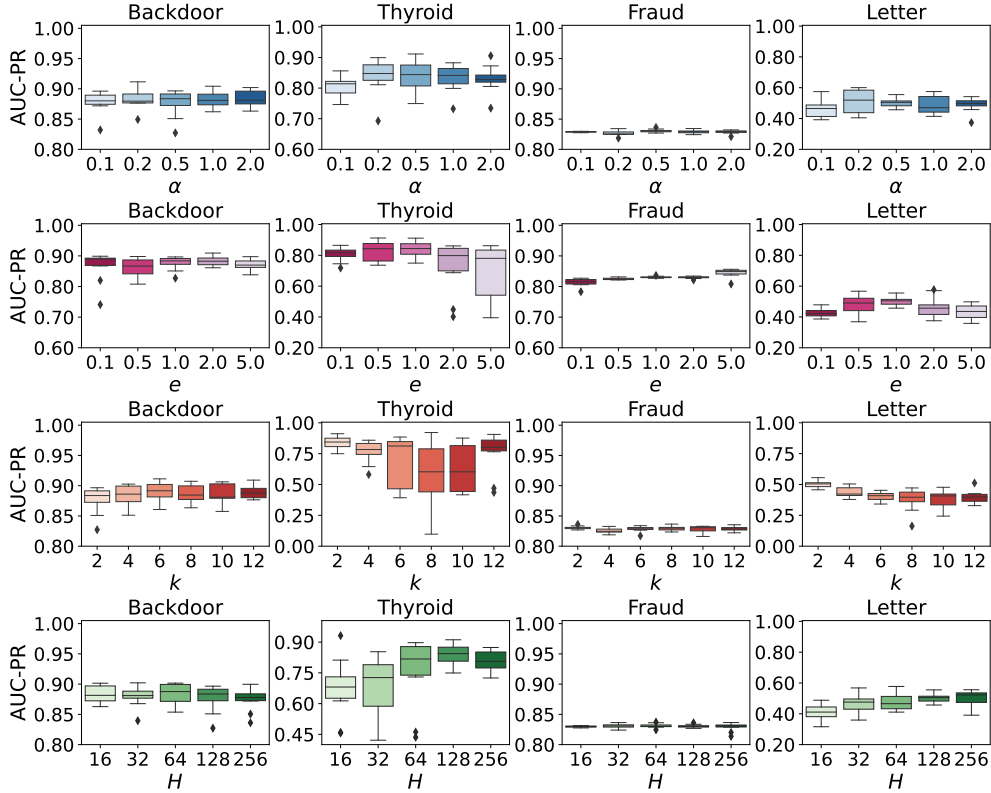 Backdoor Thyroid Fraud Letter
AUC-PR
1.00 0.95 0.90 0.85 0.80
0.1 0.2 0.5 1.0 2.0
α
1.00 0.90 0.80 0.70 0.60
0.1 0.2 0.5 1.0 2.0
α
1.00 0.95 0.90 0.85 0.80
0.1 0.2 0.5 1.0 2.0
α
1.00 0.80 0.60 0.40 0.20
0.1 0.2 0.5 1.0 2.0
α
Backdoor Thyroid Fraud Letter
AUC-PR
1.00 0.90 0.80 0.70 0.60
0.1 0.5 1.0 2.0 5.0
e
1.00 0.80 0.60 0.40 0.20
0.1 0.5 1.0 2.0 5.0
e
1.00 0.90 0.80 0.70 0.60
0.1 0.5 1.0 2.0 5.0
e
1.00 0.80 0.60 0.40 0.20
0.1 0.5 1.0 2.0 5.0
e
Backdoor Thyroid Fraud Letter
AUC-PR
1.00 0.95 0.90 0.85 0.80
2 4 6 8 10 12
k
1.00 0.75 0.50 0.25 0.00
2 4 6 8 10 12
k
1.00 0.95 0.90 0.85 0.80
2 4 6 8 10 12
k
1.00 0.75 0.50 0.25 0.00
2 4 6 8 10 12
k
Backdoor Thyroid Fraud Letter
AUC-PR
1.00 0.95 0.90 0.85 0.80
16 32 64 128 256
H
0.90 0.75 0.60 0.45
16 32 64 128 256
H
1.00 0.95 0.90 0.85 0.80
16 32 64 128 256
H
1.00 0.80 0.60 0.40 0.20
16 32 64 128 256
H